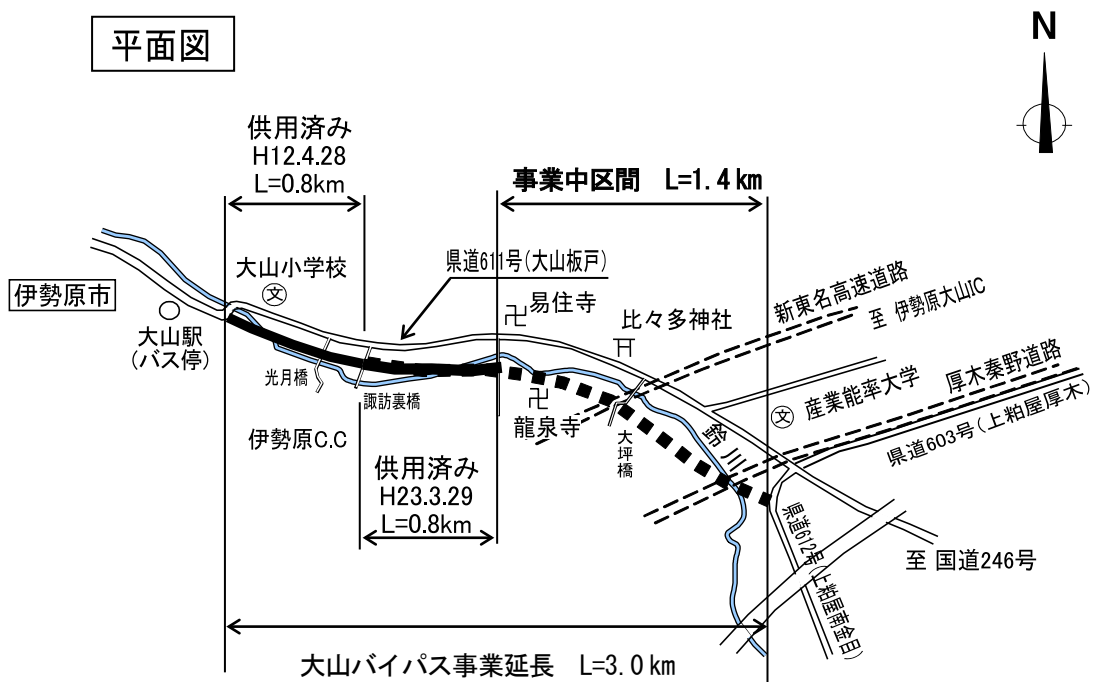 平面図
N
供用済み
H12.4.28
L=0.8km
事業中区間 L=1.4km
大山小学校
文
県道611号(大山板戸)
伊勢原市
大山駅
(バス停)
易住寺
比々多神社
新東名高速道路
至 伊勢原大山IC
光月橋
諏訪裏橋
龍泉寺
大坪橋
鈴川
文
産業能率大学
厚木秦野道路
県道603号(上粕屋厚木)
伊勢原C.C
供用済み
H23.3.29
L=0.8km
県道612号(上粕屋南金目)
至 国道246号
大山バイパス事業延長 L=3.0km